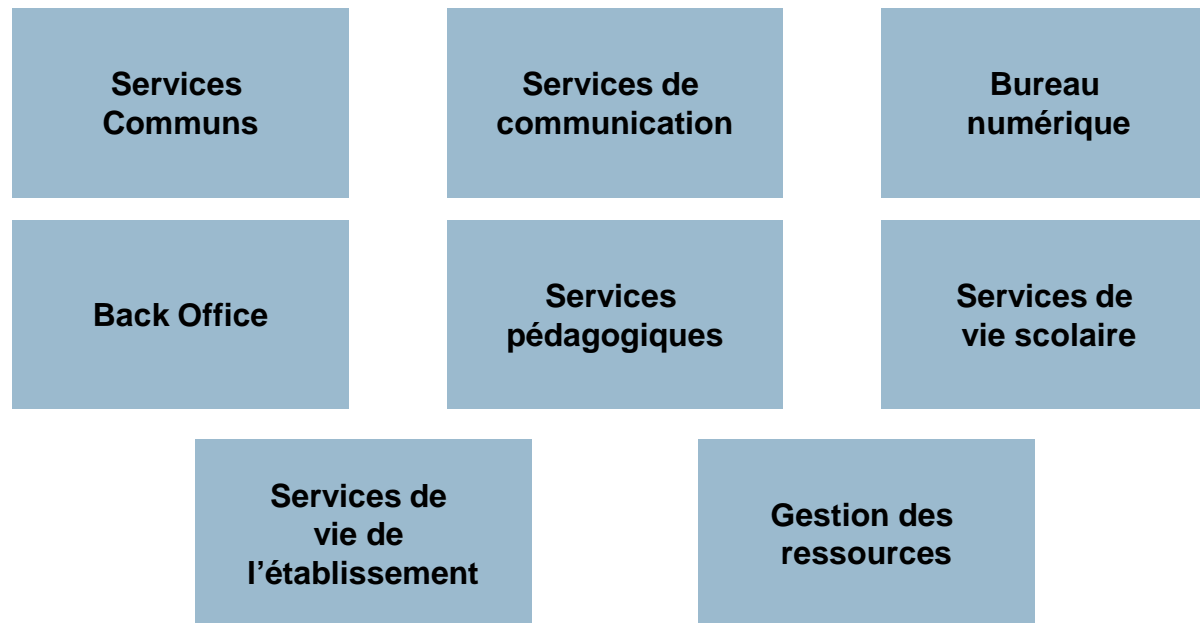 Services
Communs
Services de
communication
Bureau
numérique
Back Office
Services
pédagogiques
Services de
vie scolaire
Services de
vie de
l’établissement
Gestion des
ressources